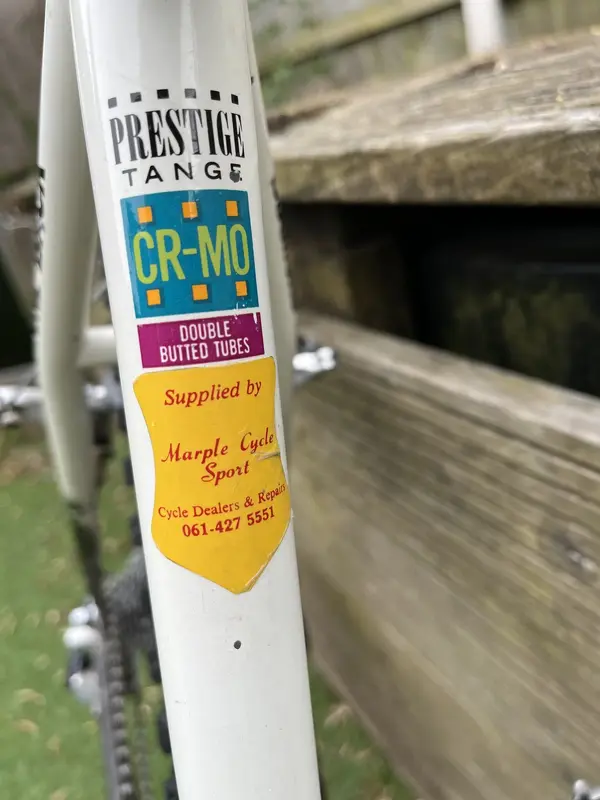 PRESTIGE
TANGE
CR-MO
DOUBLE
BUTTED TUBES
Supplied by
Marple Cycle
Sport
Cycle Dealers & Repairs
061-427 5551